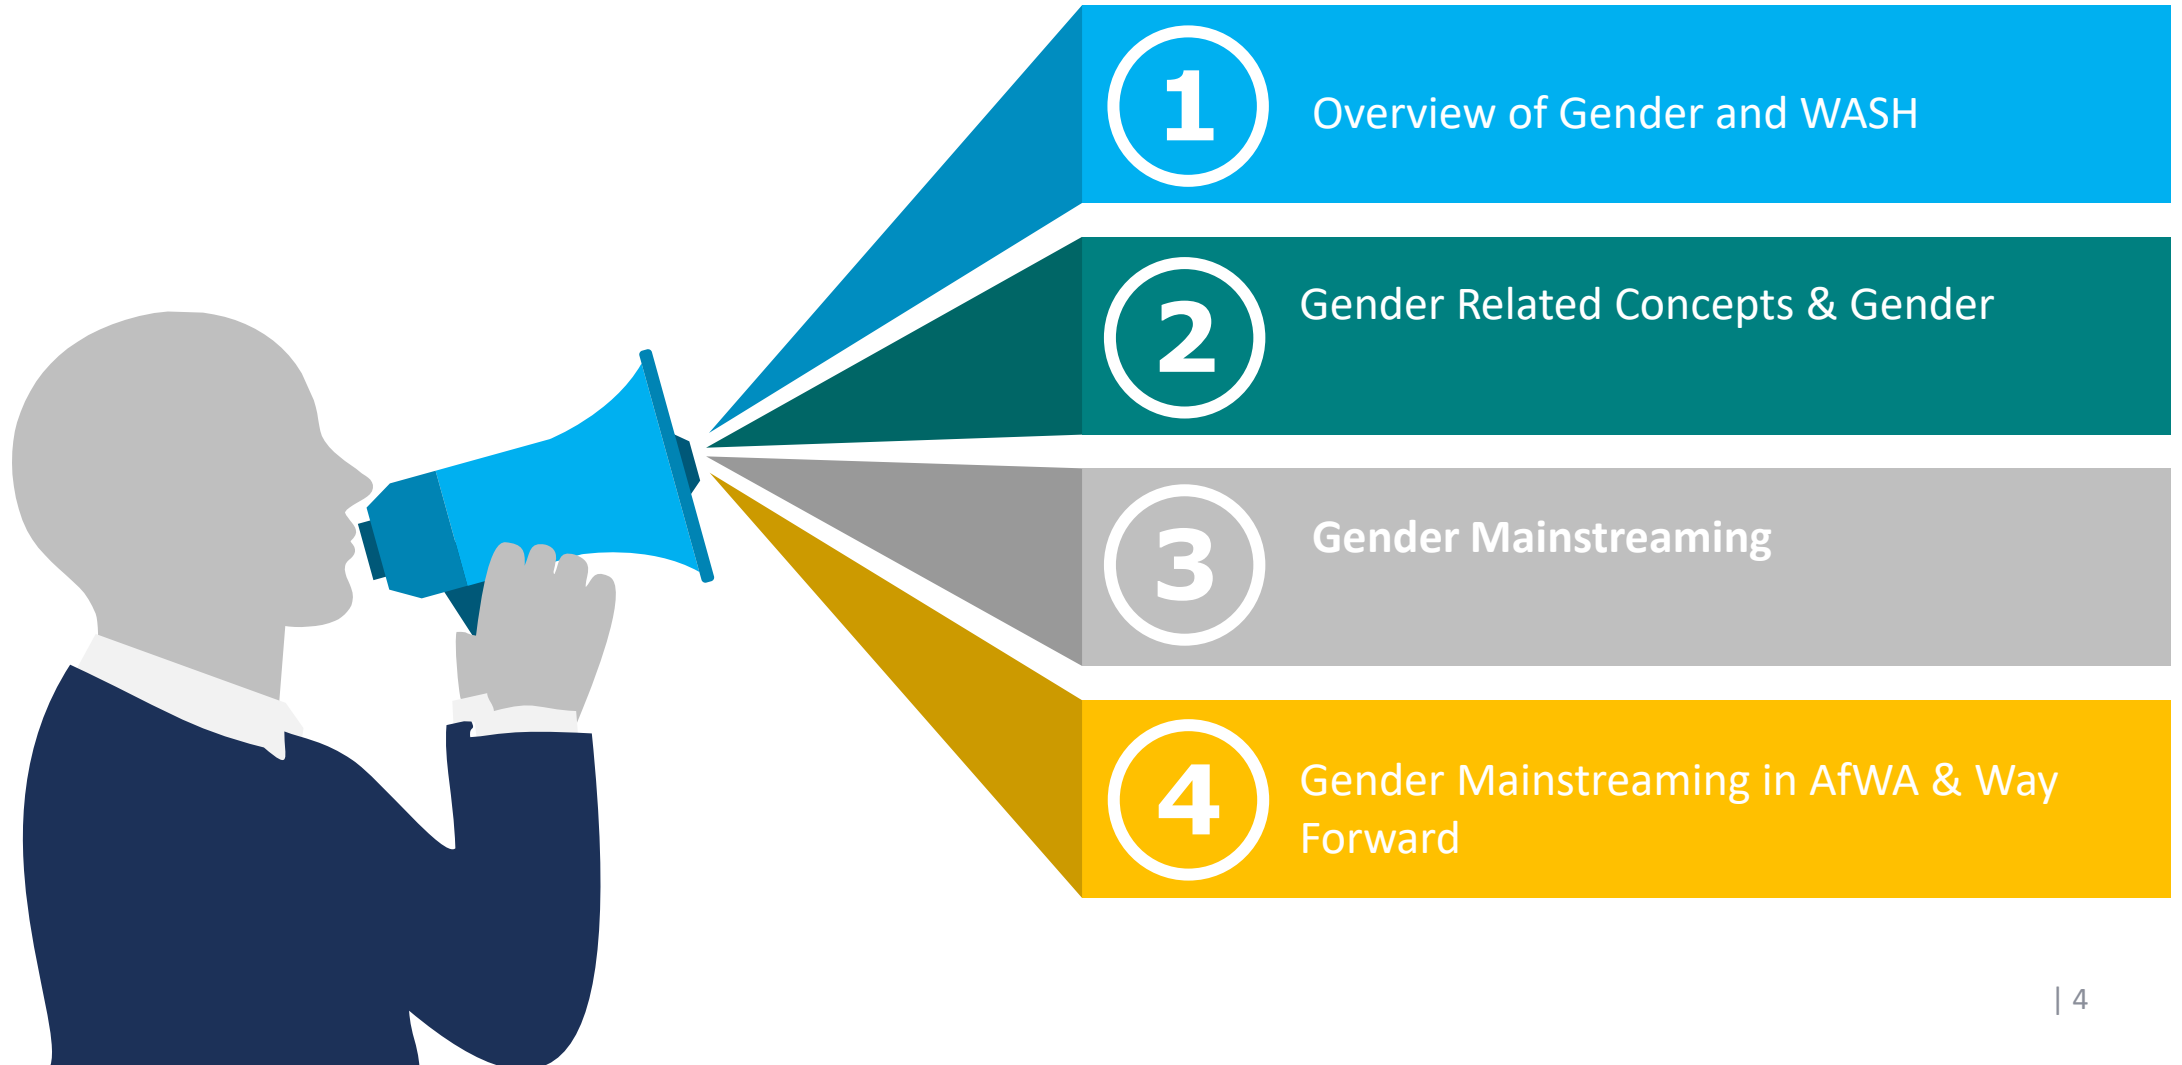 1
Overview of Gender and WASH
2
Gender Related Concepts & Gender
3
Gender Mainstreaming
4
Gender Mainstreaming in AfWA & Way
Forward
| 4